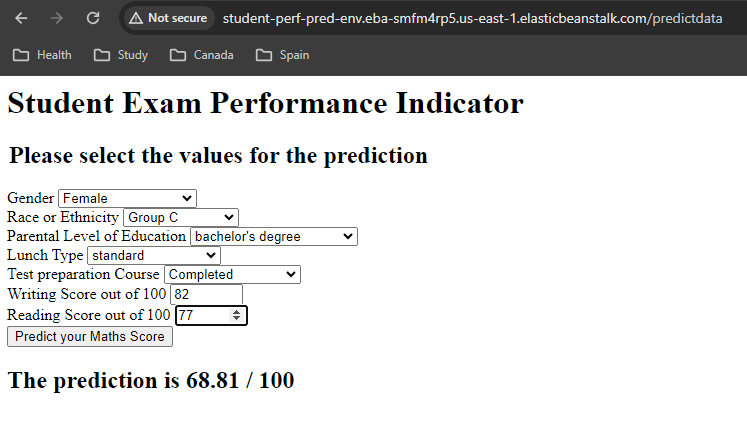 Not secure student-perf-pred-env.eba-smfm4rp5.us-east-1.elasticbeanstalk.com/predictdata
Health Study Canada Spain
Student Exam Performance Indicator
Please select the values for the prediction
Gender Female
Race or Ethnicity Group C
Parental Level of Education bachelor's degree
Lunch Type standard
Test preparation Course Completed
Writing Score out of 100 82
Reading Score out of 100 77
Predict your Maths Score
The prediction is 68.81 / 100